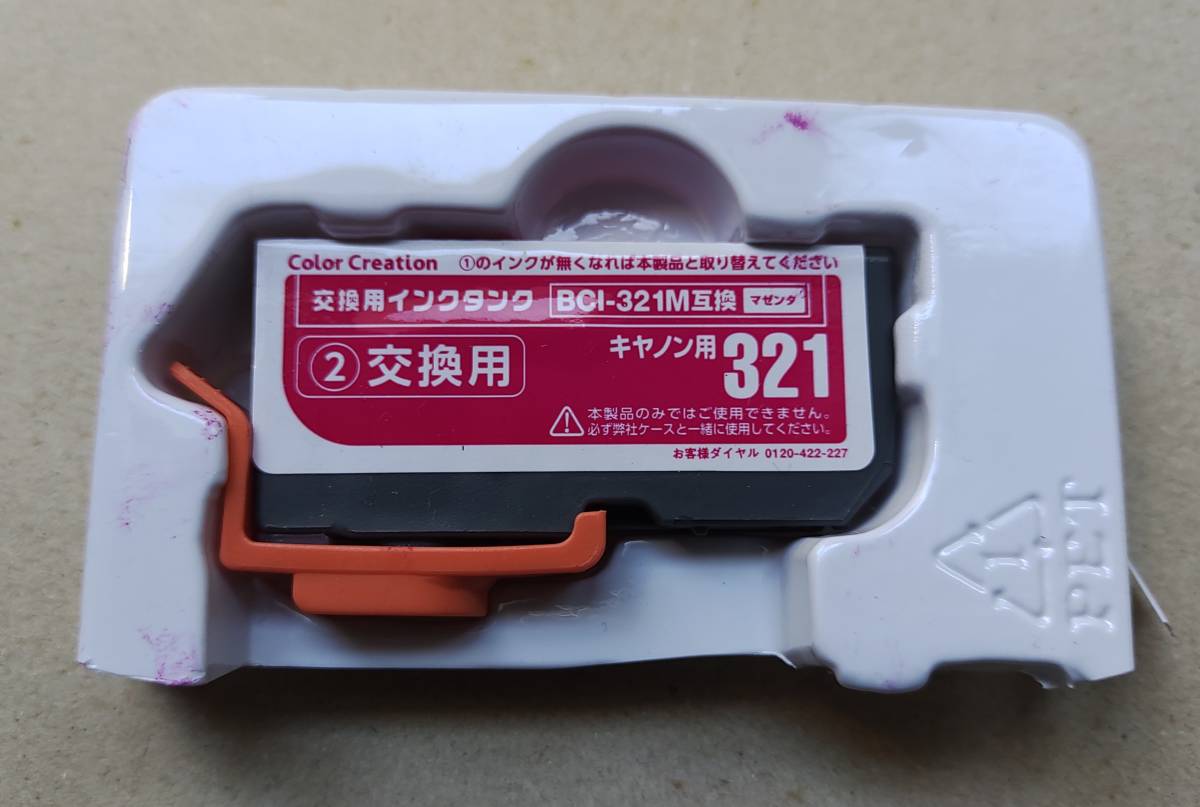 Color Creation ①のインクが無くなれば本製品と取り替えてください
交換用インクタンク BCI-321M互換 マゼンタ
②交換用 キヤノン用 321
本製品のみではご使用できません。
必ず弊社ケースと一緒に使用してください。
お客様ダイヤル 0120-422-227
1
PET